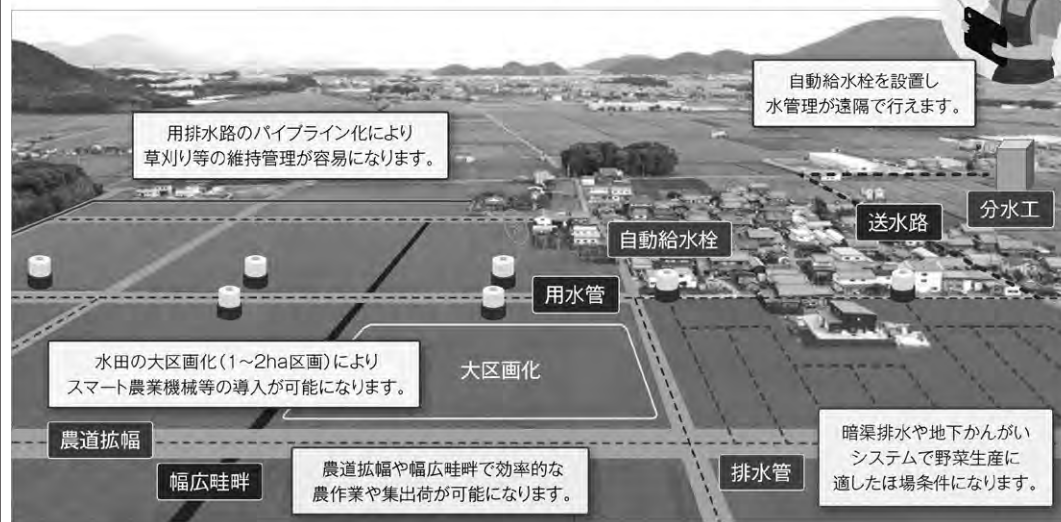 自動給水栓を設置し
水管理が遠隔で行えます。
用排水路のパイプライン化により
草刈り等の維持管理が容易になります。
分水工
送水路
自動給水栓
用水管
水田の大区画化(1～2ha区画)により
スマート農業機械等の導入が可能になります。
大区画化
農道拡幅
幅広畦畔
農道拡幅や幅広畦畔で効率的な
農作業や集出荷が可能になります。
排水管
暗渠排水や地下かんがい
システムで野菜生産に
適したほ場条件になります。